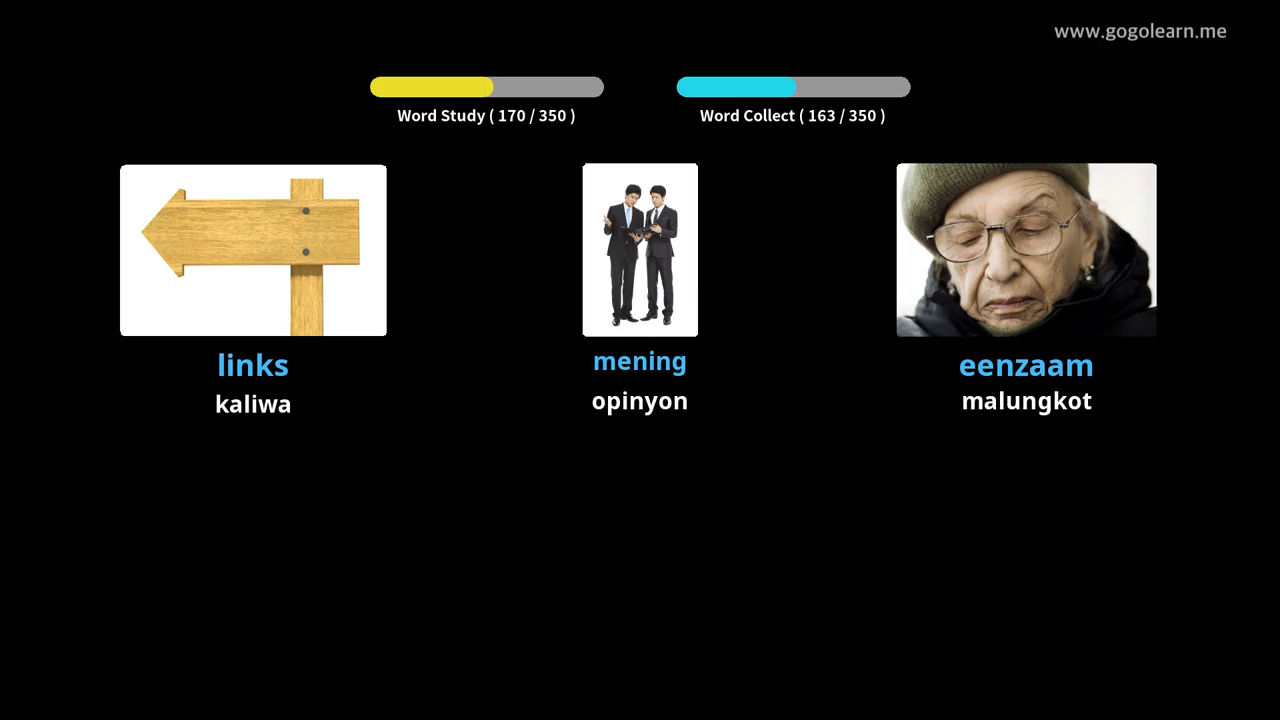 www.gogolearn.me
Word Study ( 170 / 350 )
Word Collect ( 163 / 350 )
links
kaliwa
mening
opinyon
eenzaam
malungkot